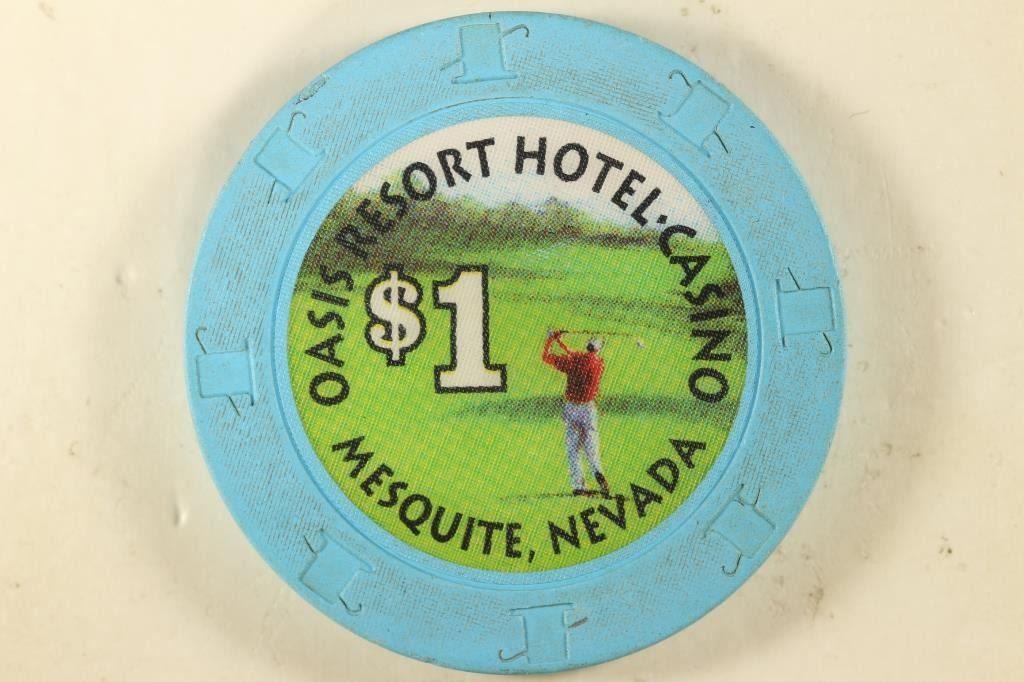 OASIS RESORT HOTEL·CASINO
$1
MESQUITE, NEVADA